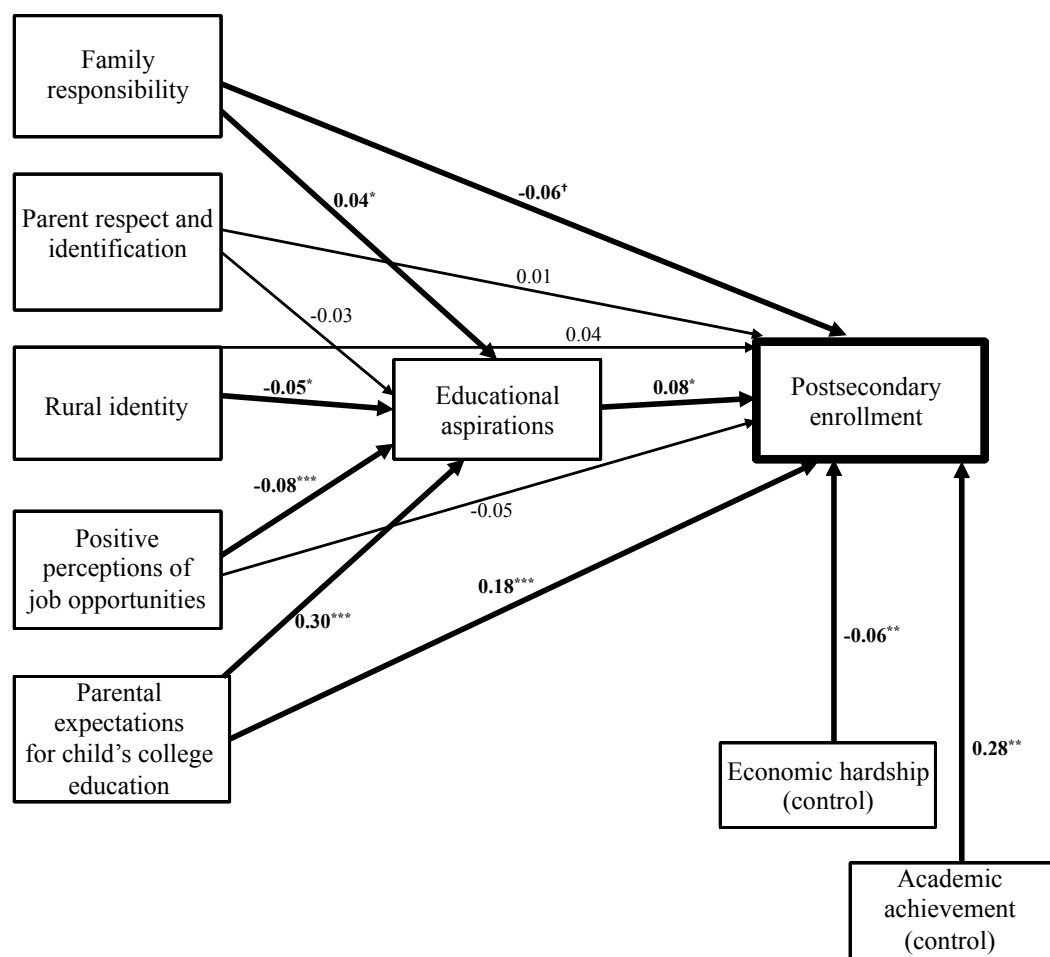 Family
responsibility
0.04*
-0.06†
Parent respect and
identification
0.01
-0.03
0.04
Rural identity
-0.05*
Educational
aspirations
0.08*
Postsecondary
enrollment
-0.08***
-0.05
Positive
perceptions of
job opportunities
0.30***
0.18***
-0.06**
Parental
expectations
for child’s college
education
Economic hardship
(control)
0.28**
Academic
achievement
(control)